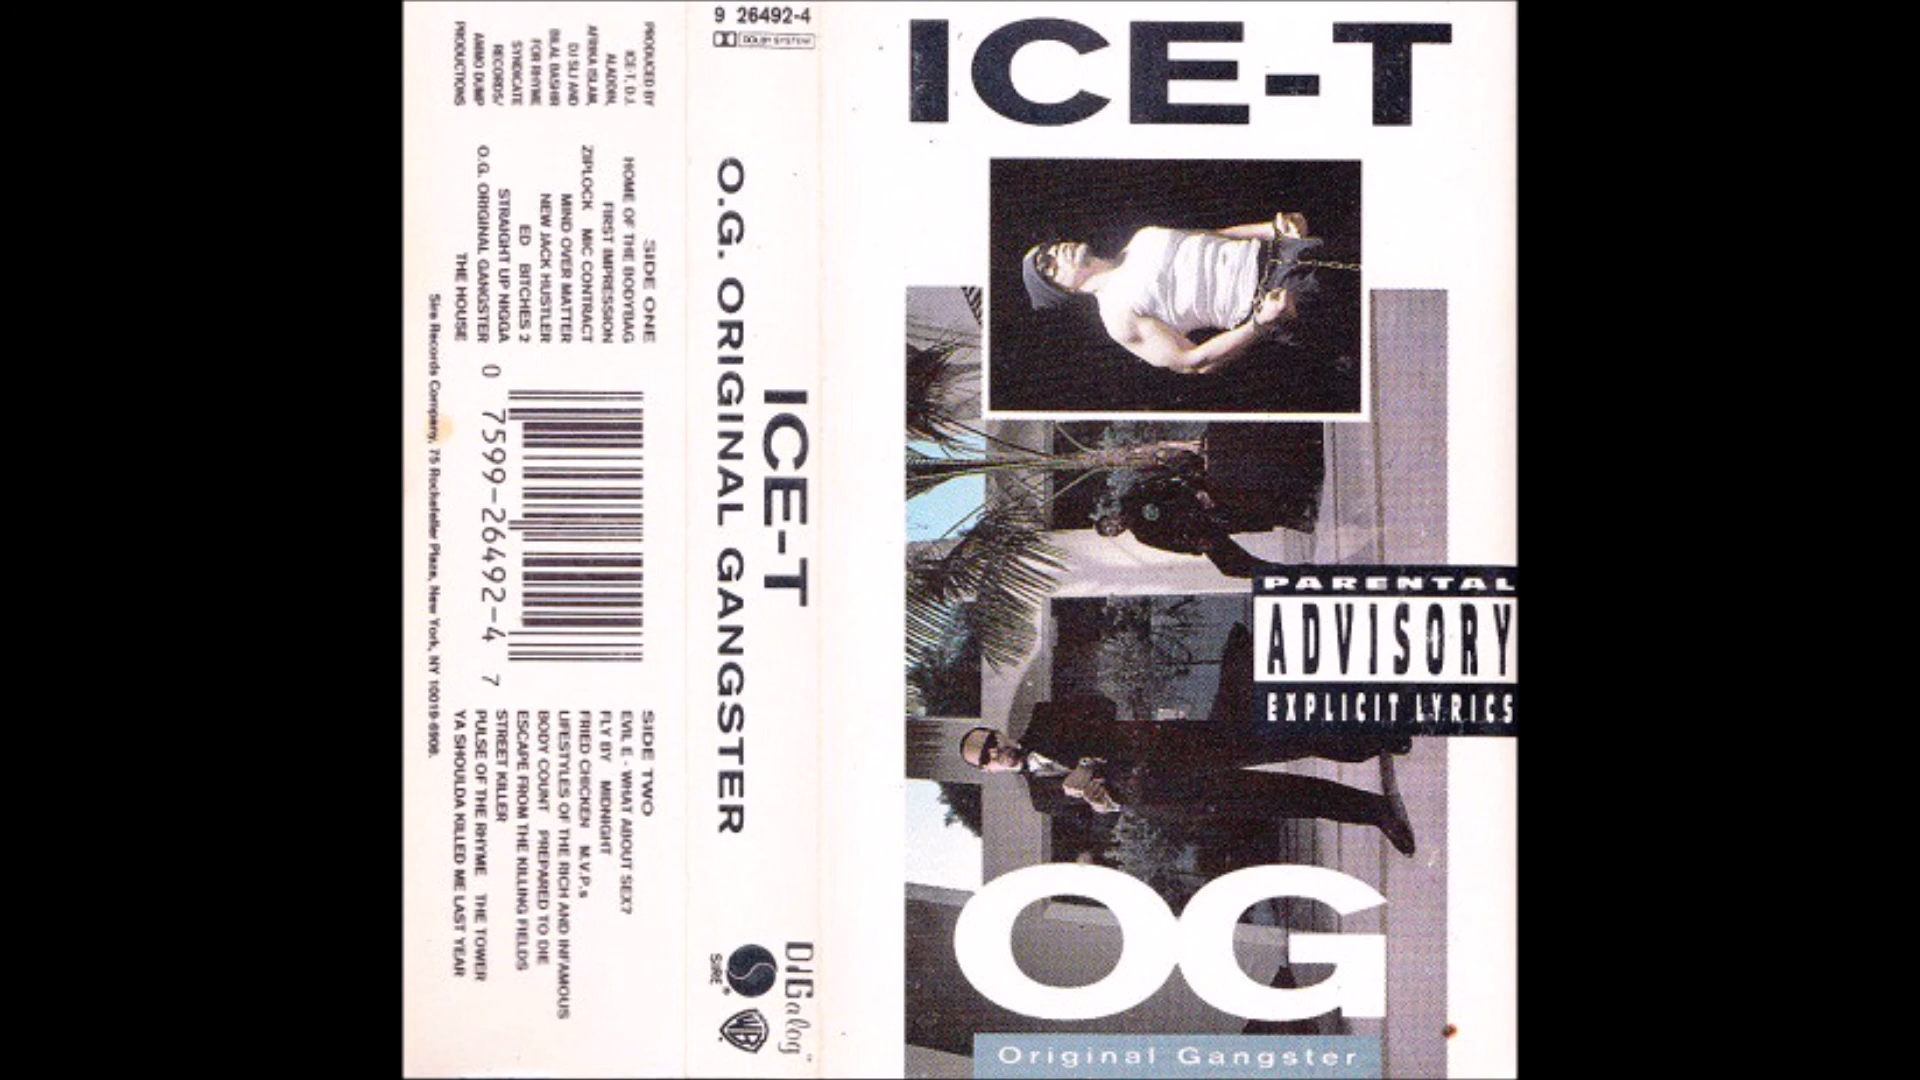 9 26492-4
DOLBY SYSTEM
PRODUCED BY
ICE-T, D.J.
ALADDIN,
AFRIKA ISLAM,
DJ SLJ AND
BILAL BASHIR
FOR RHYME
SYNDICATE
RECORDS/
AMMO DUMP
PRODUCTIONS
SIDE ONE
HOME OF THE BODYBAG
FIRST IMPRESSION
ZIPLOCK MIC CONTRACT
MIND OVER MATTER
NEW JACK HUSTLER
ED BITCHES 2
STRAIGHT UP NIGGA
O.G. ORIGINAL GANGSTER
THE HOUSE
0 7599-26492-4 7
SIDE TWO
EVIL E - WHAT ABOUT SEX?
FLY BY MIDNIGHT
FRIED CHICKEN M.V.P.s
LIFESTYLES OF THE RICH AND INFAMOUS
BODY COUNT PREPARED TO DIE
ESCAPE FROM THE KILLING FIELDS
STREET KILLER
PULSE OF THE RHYME THE TOWER
YA SHOULDA KILLED ME LAST YEAR
Sire Records Company, 75 Rockefeller Plaza, New York, NY 10019-6908.
ICE-T
O.G. ORIGINAL GANGSTER
DIGalog™
SIRE®
WB
ICE-T
PARENTAL
ADVISORY
EXPLICIT LYRICS
OG
Original Gangster